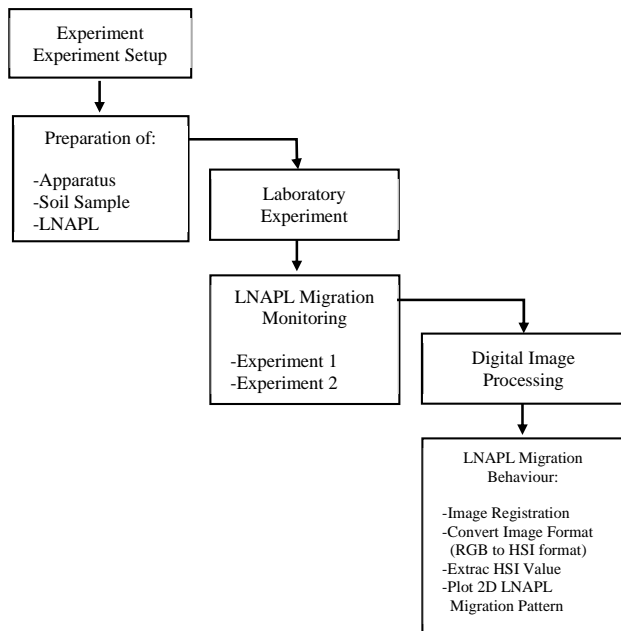 Experiment
Experiment Setup
Preparation of:
-Apparatus
-Soil Sample
-LNAPL
Laboratory
Experiment
LNAPL Migration
Monitoring
-Experiment 1
-Experiment 2
Digital Image
Processing
LNAPL Migration
Behaviour:
-Image Registration
-Convert Image Format
(RGB to HSI format)
-Extrac HSI Value
-Plot 2D LNAPL
Migration Pattern